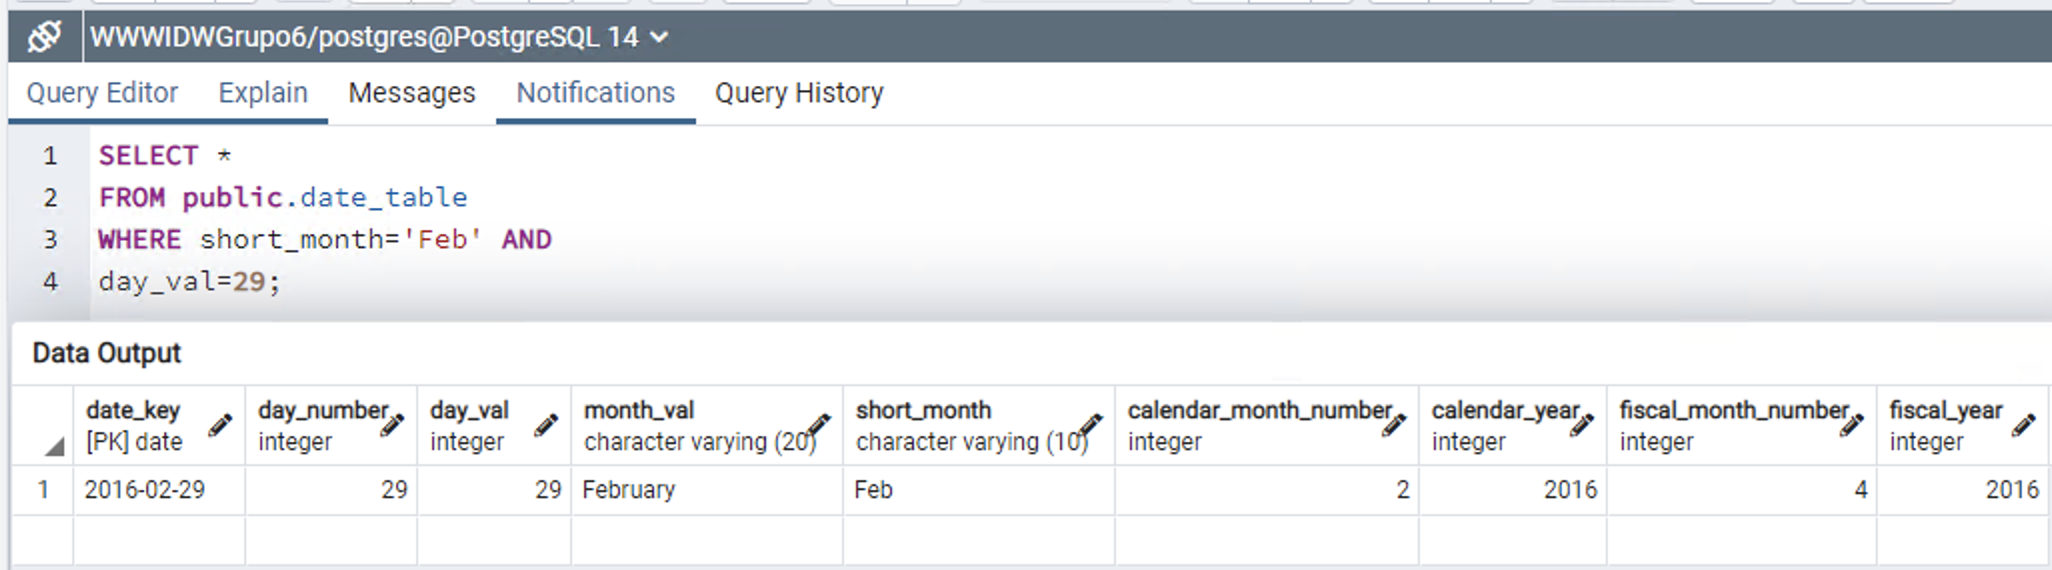 WWWIDWGrupo6/postgres@PostgreSQL 14
Query Editor Explain Messages Notifications Query History
1 SELECT *
2 FROM public.date_table
3 WHERE short_month='Feb' AND
4 day_val=29;
Data Output
date_key day_number day_val month_val short_month calendar_month_number calendar_year fiscal_month_number fiscal_year
[PK] date integer integer character varying (20) character varying (10) integer integer integer integer
1 2016-02-29 29 29 February Feb 2 2016 4 2016